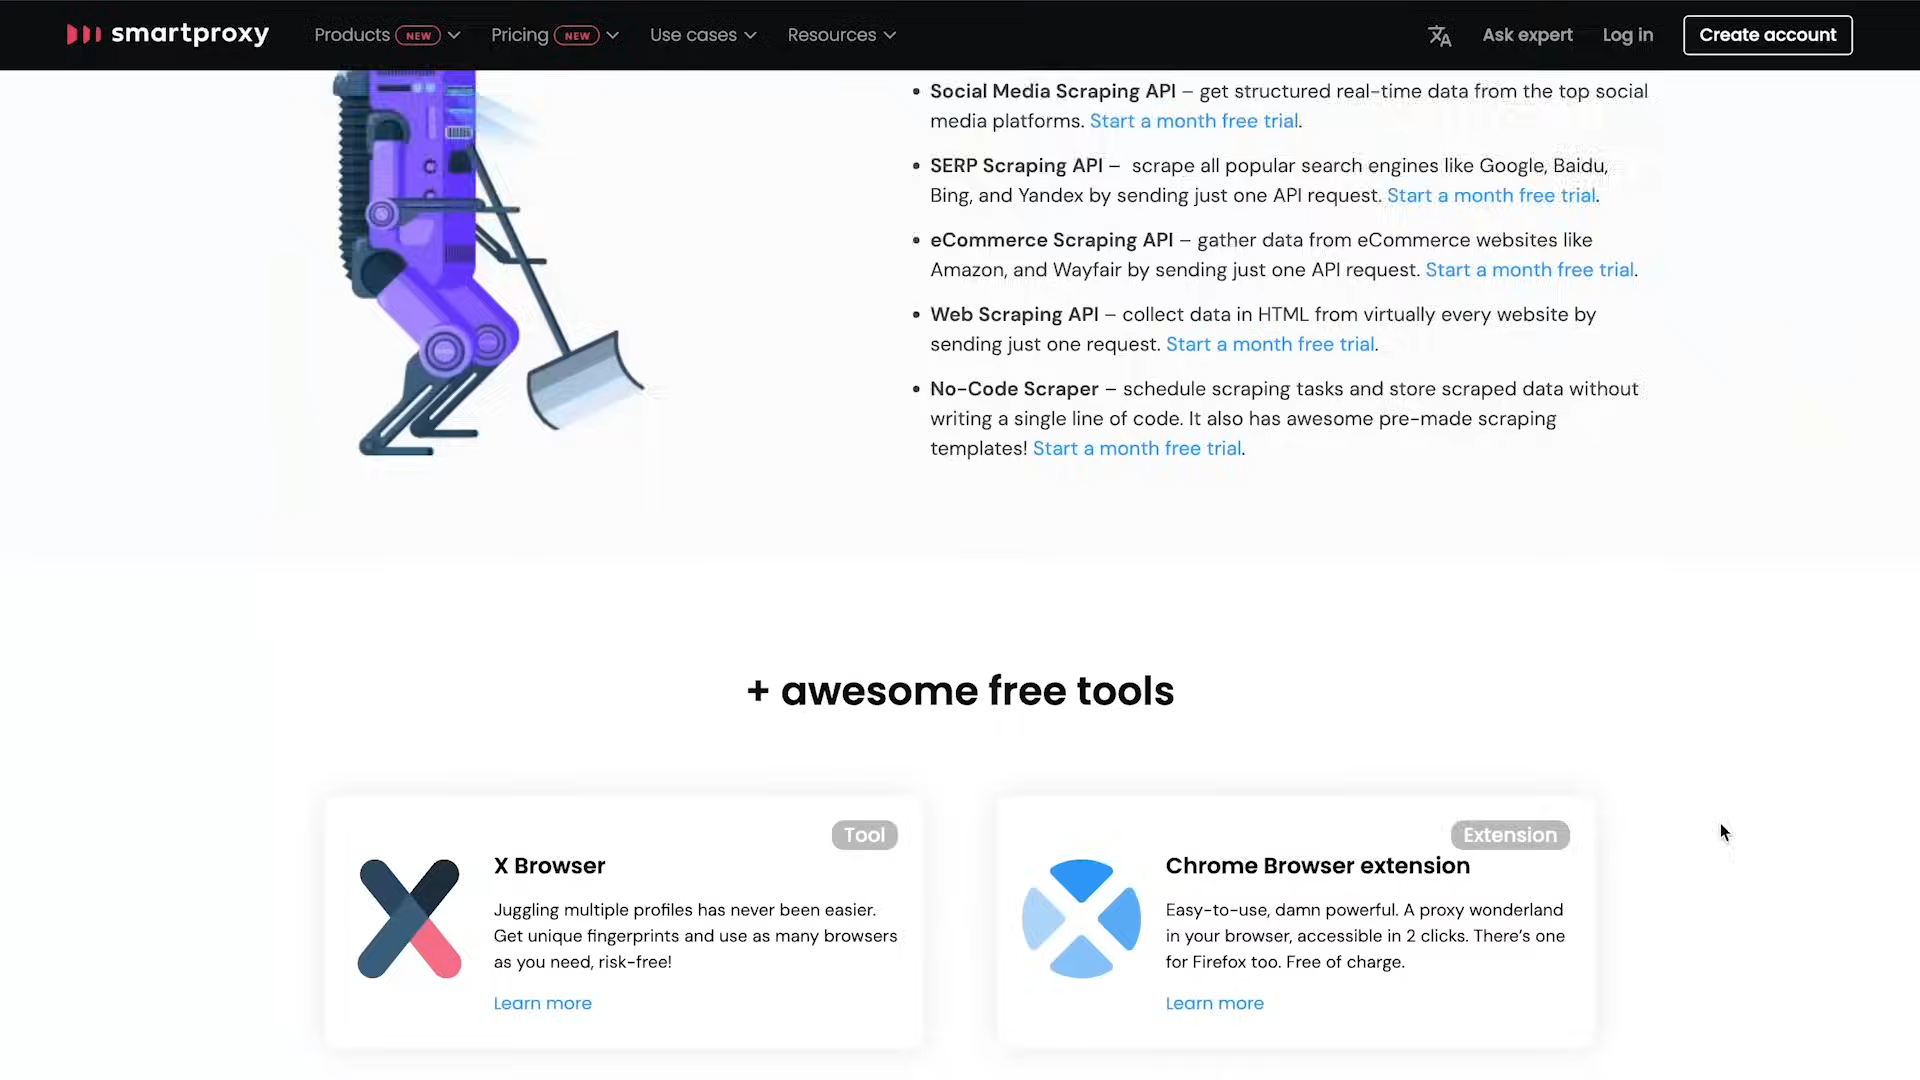 smartproxy Products NEW Pricing NEW Use cases Resources Ask expert Log in Create account
Social Media Scraping API – get structured real-time data from the top social
media platforms. Start a month free trial.
SERP Scraping API – scrape all popular search engines like Google, Baidu,
Bing, and Yandex by sending just one API request. Start a month free trial.
eCommerce Scraping API – gather data from eCommerce websites like
Amazon, and Wayfair by sending just one API request. Start a month free trial.
Web Scraping API – collect data in HTML from virtually every website by
sending just one request. Start a month free trial.
No-Code Scraper – schedule scraping tasks and store scraped data without
writing a single line of code. It also has awesome pre-made scraping
templates! Start a month free trial.
+ awesome free tools
Tool
X Browser
Juggling multiple profiles has never been easier.
Get unique fingerprints and use as many browsers
as you need, risk-free!
Learn more
Extension
Chrome Browser extension
Easy-to-use, damn powerful. A proxy wonderland
in your browser, accessible in 2 clicks. There's one
for Firefox too. Free of charge.
Learn more